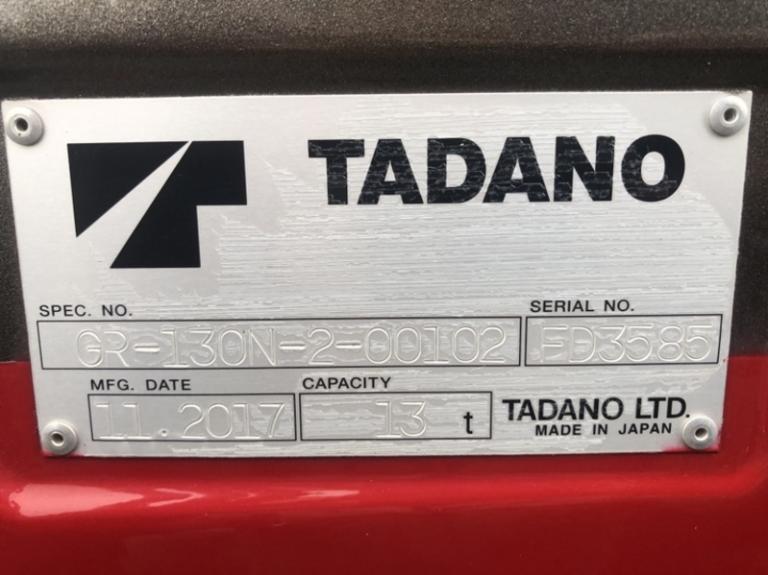 TADANO
SPEC. NO. SERIAL NO.
GR-130N-2-00102 FD3585
MFG. DATE CAPACITY
11.2017 13 t TADANO LTD.
MADE IN JAPAN